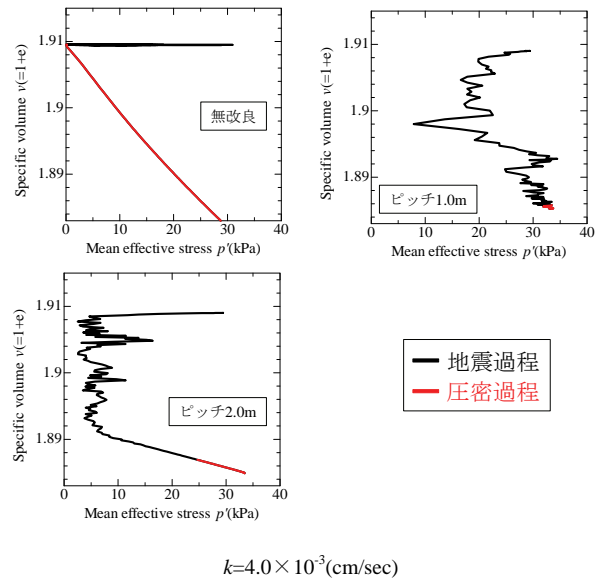 Specific volume v(=1+e)
1.91
1.9
1.89
無改良
0 10 20 30 40
Mean effective stress p'(kPa)
Specific volume v(=1+e)
1.91
1.9
1.89
ピッチ1.0m
0 10 20 30 40
Mean effective stress p'(kPa)
Specific volume v(=1+e)
1.91
1.9
1.89
ピッチ2.0m
0 10 20 30 40
Mean effective stress p'(kPa)
地震過程
圧密過程
k=4.0×10⁻³(cm/sec)